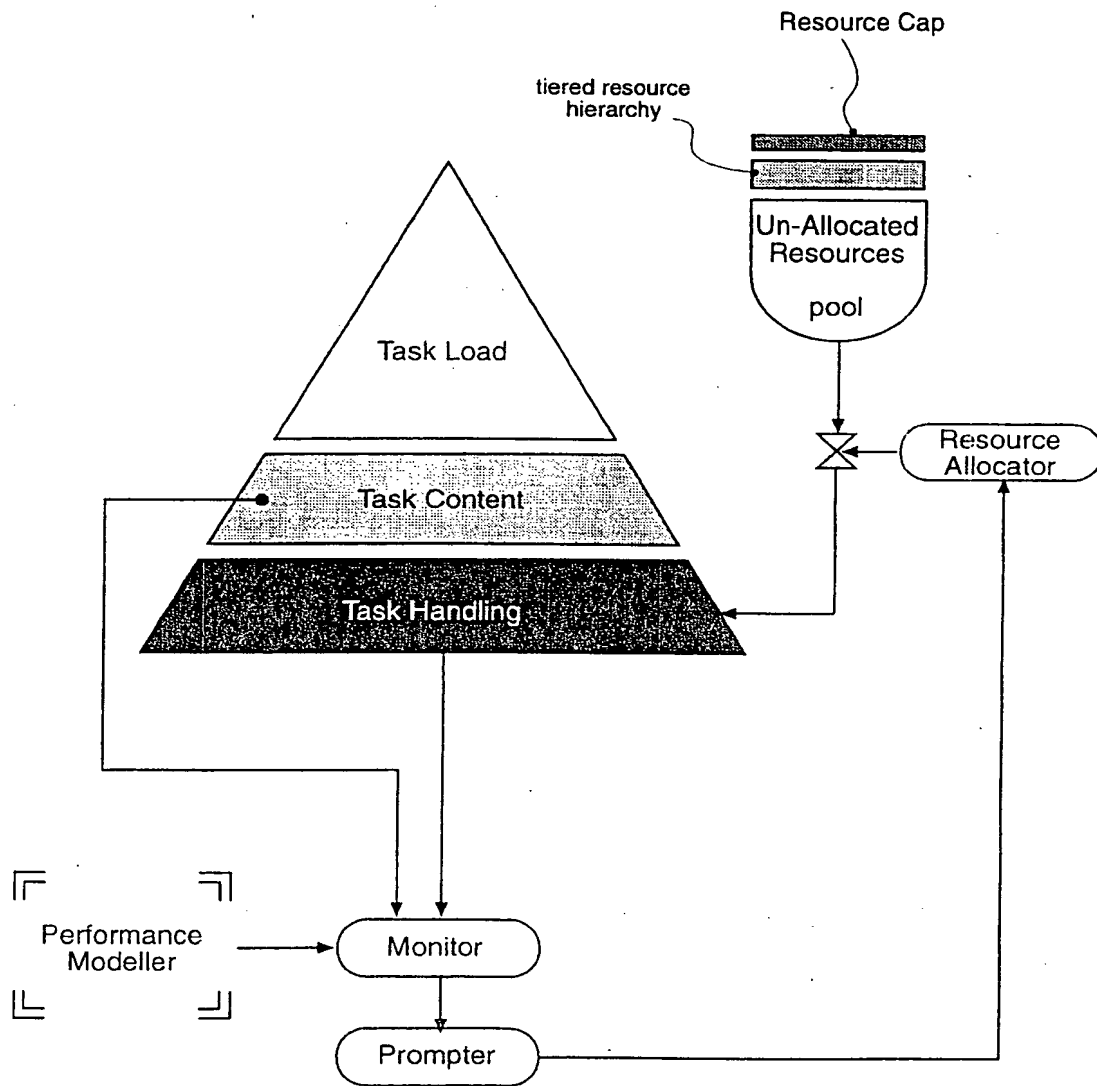 Resource Cap
tiered resource
hierarchy
Un-Allocated
Resources
pool
Task Load
Resource
Allocator
Task Content
Task Handling
Performance
Modeller
Monitor
Prompter